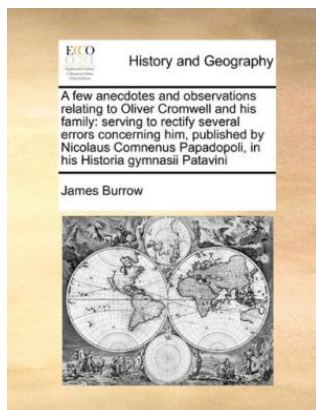 ECCO
History and Geography
A few anecdotes and observations
relating to Oliver Cromwell and his
family: serving to rectify several
errors concerning him, published by
Nicolaus Comnenus Papadopoli, in
his Historia gymnasii Patavini
James Burrow